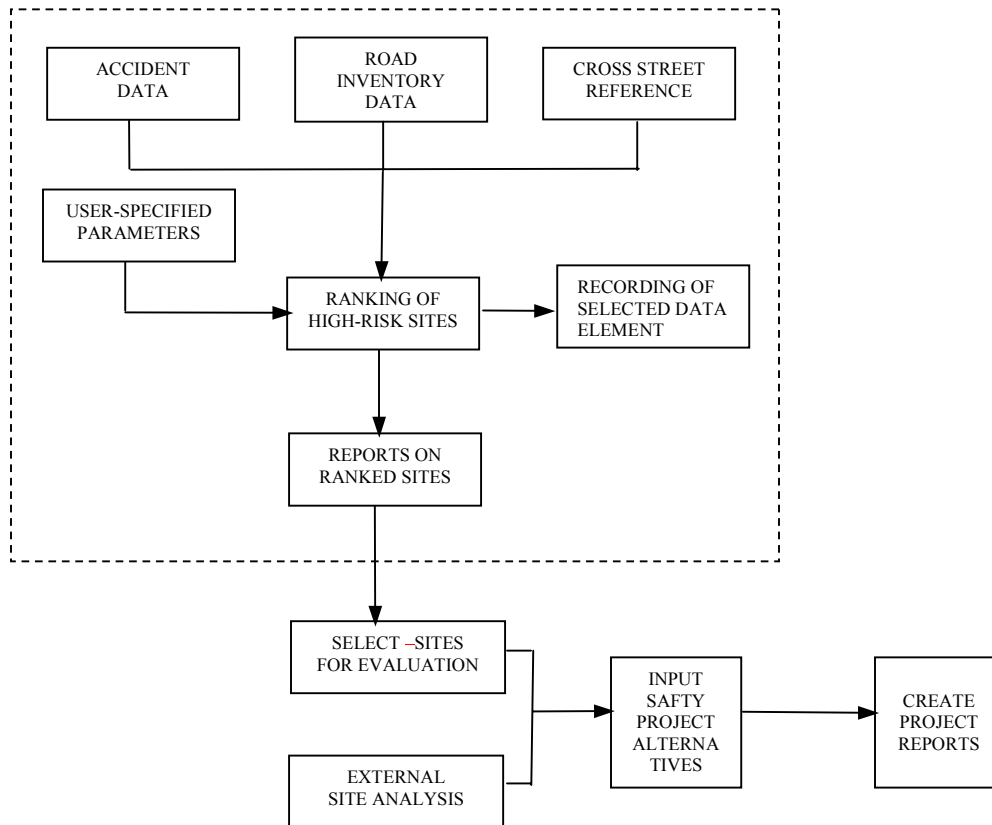 ACCIDENT
DATA
ROAD
INVENTORY
DATA
CROSS STREET
REFERENCE
USER-SPECIFIED
PARAMETERS
RANKING OF
HIGH-RISK SITES
RECORDING OF
SELECTED DATA
ELEMENT
REPORTS ON
RANKED SITES
SELECT –SITES
FOR EVALUATION
INPUT
SAFTY
PROJECT
ALTERNA
TIVES
CREATE
PROJECT
REPORTS
EXTERNAL
SITE ANALYSIS